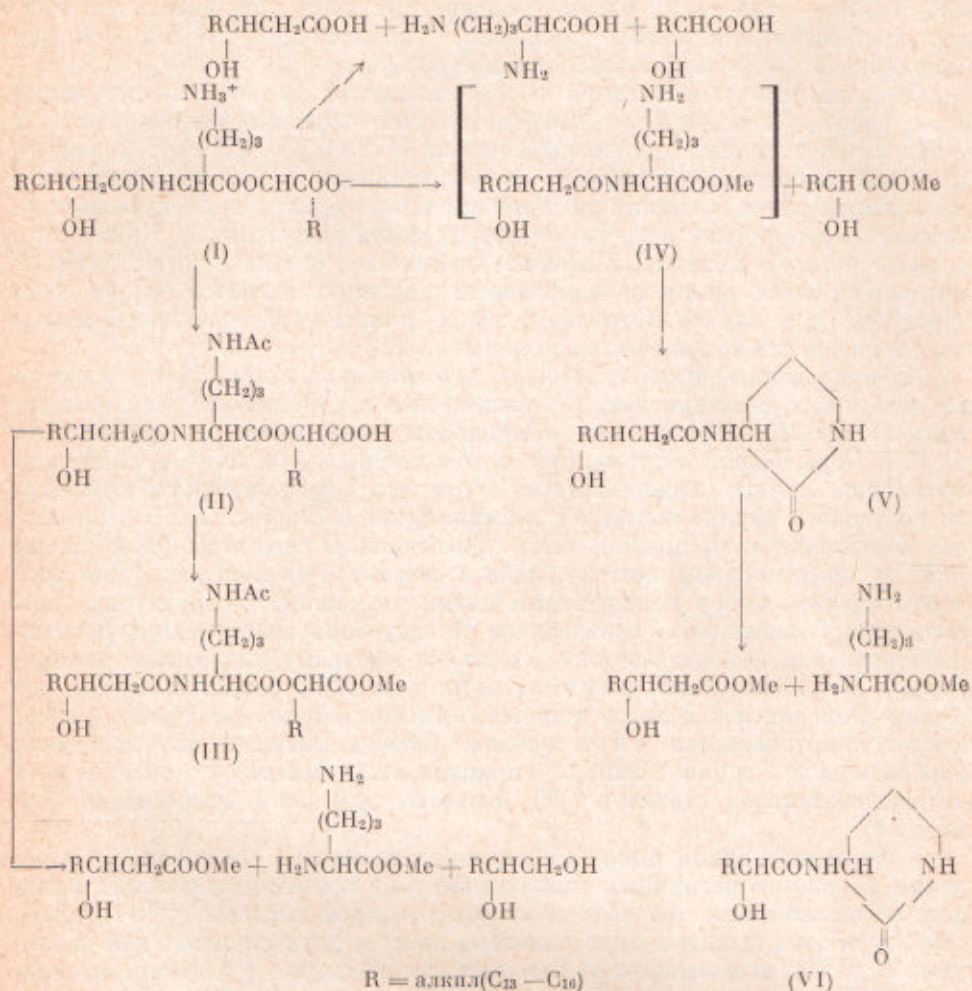 RCHCH₂COOH + H₂N (CH₂)₃CHCOOH + RCHCOOH
OH NH₂ OH
NH₃⁺ NH₂
(CH₂)₃ (CH₂)₃
RCHCH₂CONHCHCOOCHCOO⁻ RCHCH₂CONHCHCOOMe + RCH COOMe
OH R OH OH
(I) (IV)
NHAc
(CH₂)₃
RCHCH₂CONHCHCOOCHCOOH RCHCH₂CONHCH NH
OH R OH
(II) O (V)
NHAc NH₂
(CH₂)₃ (CH₂)₃
RCHCH₂CONHCHCOOCHCOOMe RCHCH₂COOMe + H₂NCHCOOMe
OH R OH
(III)
NH₂
(CH₂)₃
RCHCH₂COOMe + H₂NCHCOOMe + RCHCH₂OH RCHCONHCH NH
OH OH OH
O
R = алкил(C₁₃ — C₁₆) (VI)